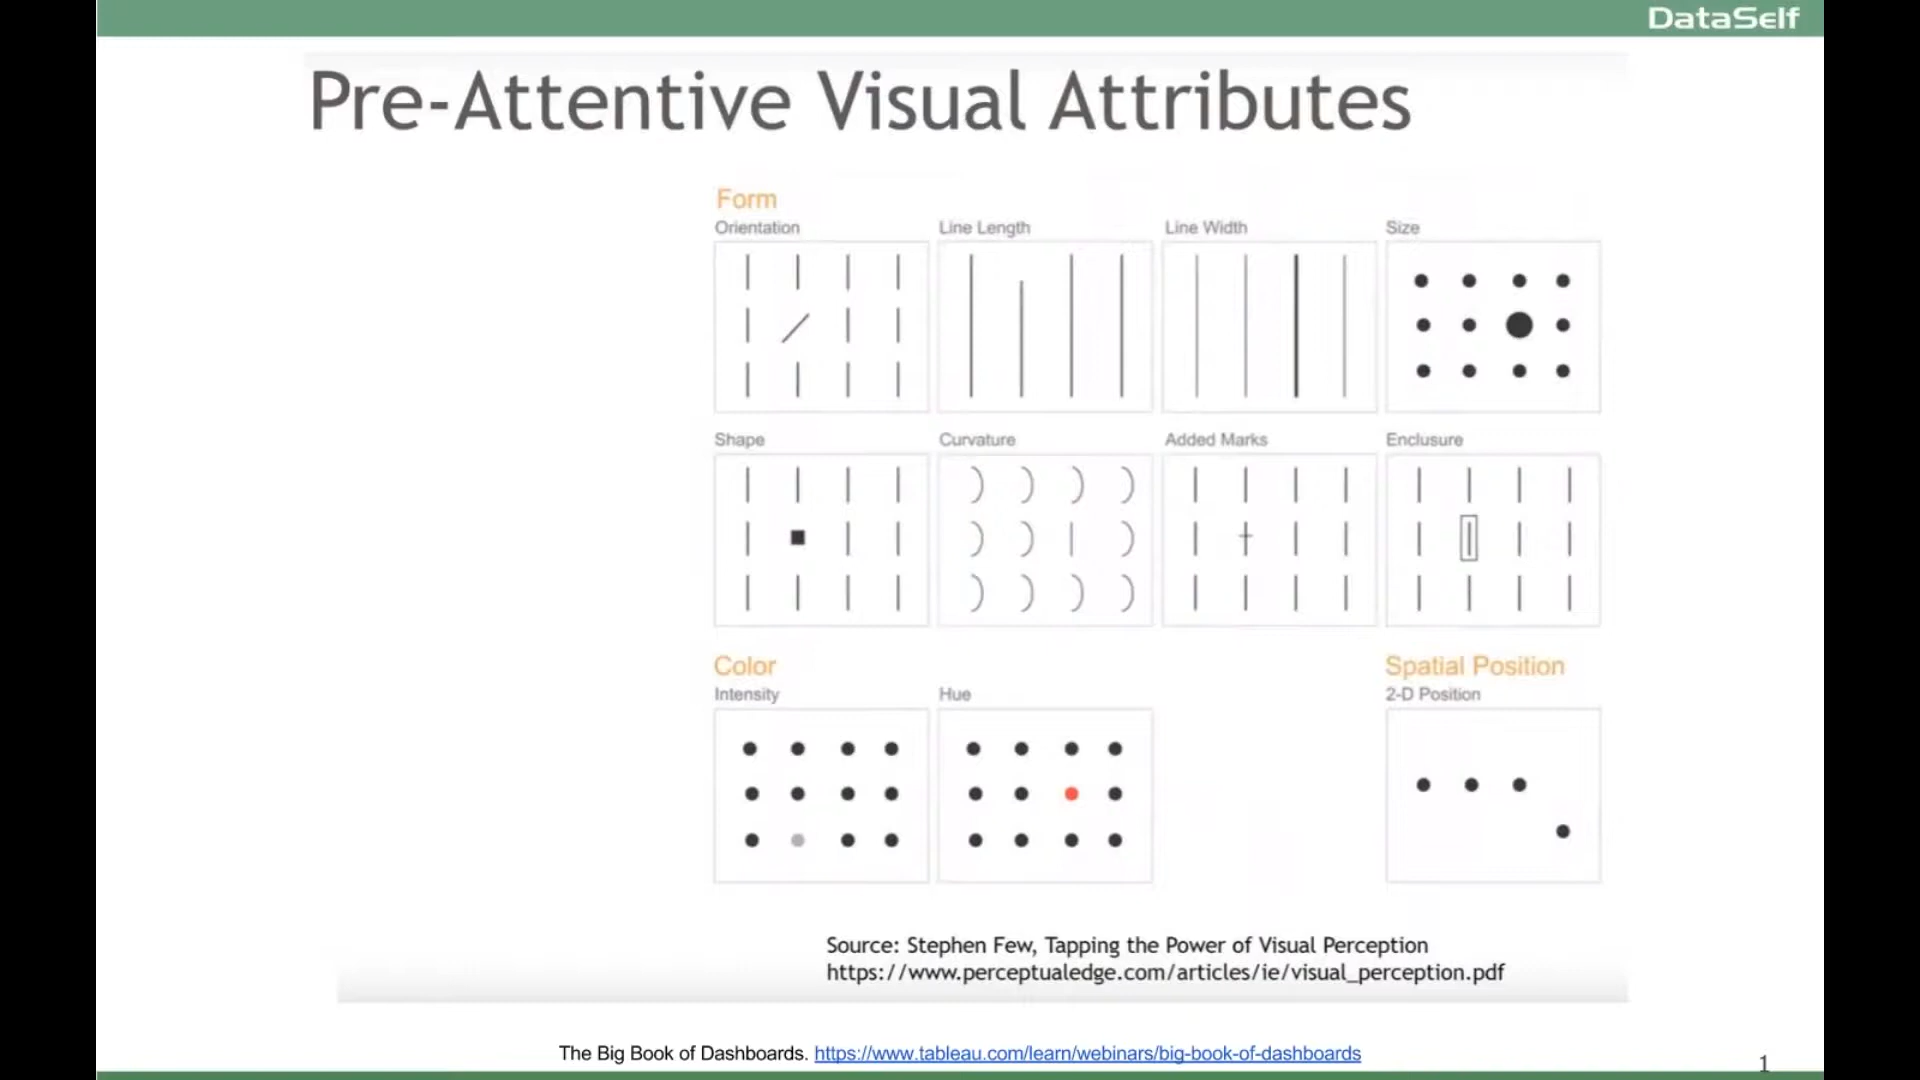 DataSelf
Pre-Attentive Visual Attributes
Form
Orientation
Line Length
Line Width
Size
Shape
Curvature
Added Marks
Enclusure
Color
Spatial Position
Intensity
Hue
2-D Position
Source: Stephen Few, Tapping the Power of Visual Perception
https://www.perceptualedge.com/articles/ie/visual_perception.pdf
The Big Book of Dashboards. https://www.tableau.com/learn/webinars/big-book-of-dashboards
1